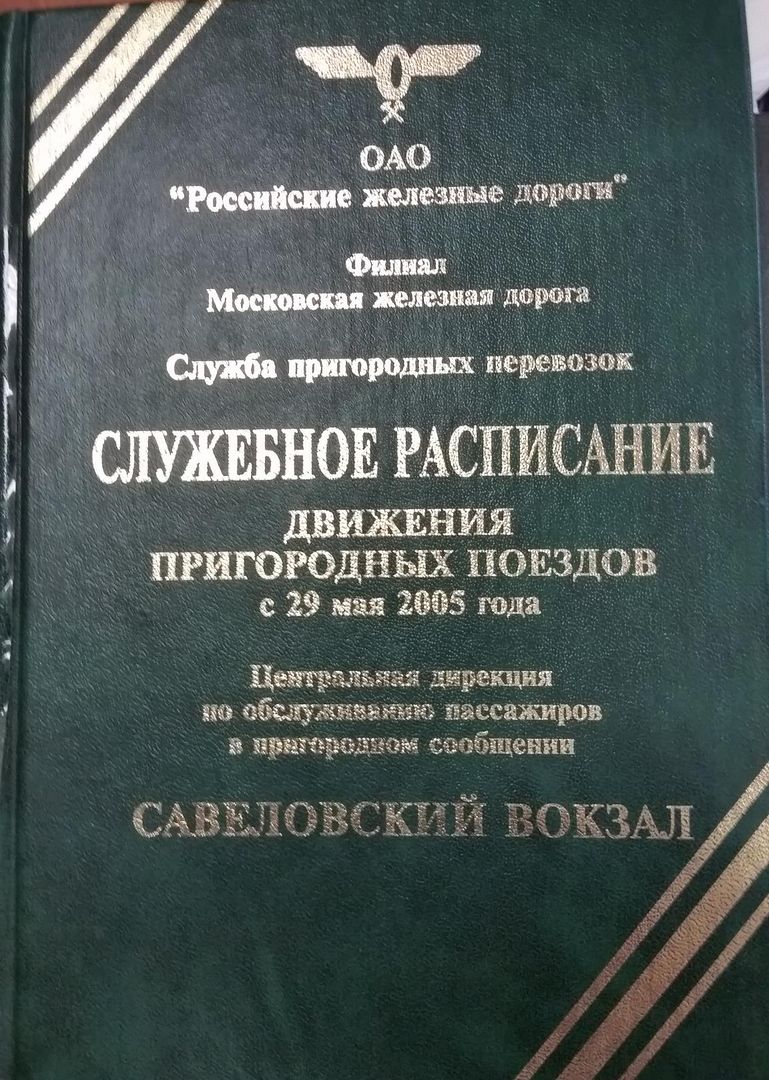 ОАО
“Российские железные дороги”
Филиал
Московская железная дорога
Служба пригородных перевозок
СЛУЖЕБНОЕ РАСПИСАНИЕ
ДВИЖЕНИЯ
ПРИГОРОДНЫХ ПОЕЗДОВ
с 29 мая 2005 года
Центральная дирекция
по обслуживанию пассажиров
в пригородном сообщении
САВЕЛОВСКИЙ ВОКЗАЛ